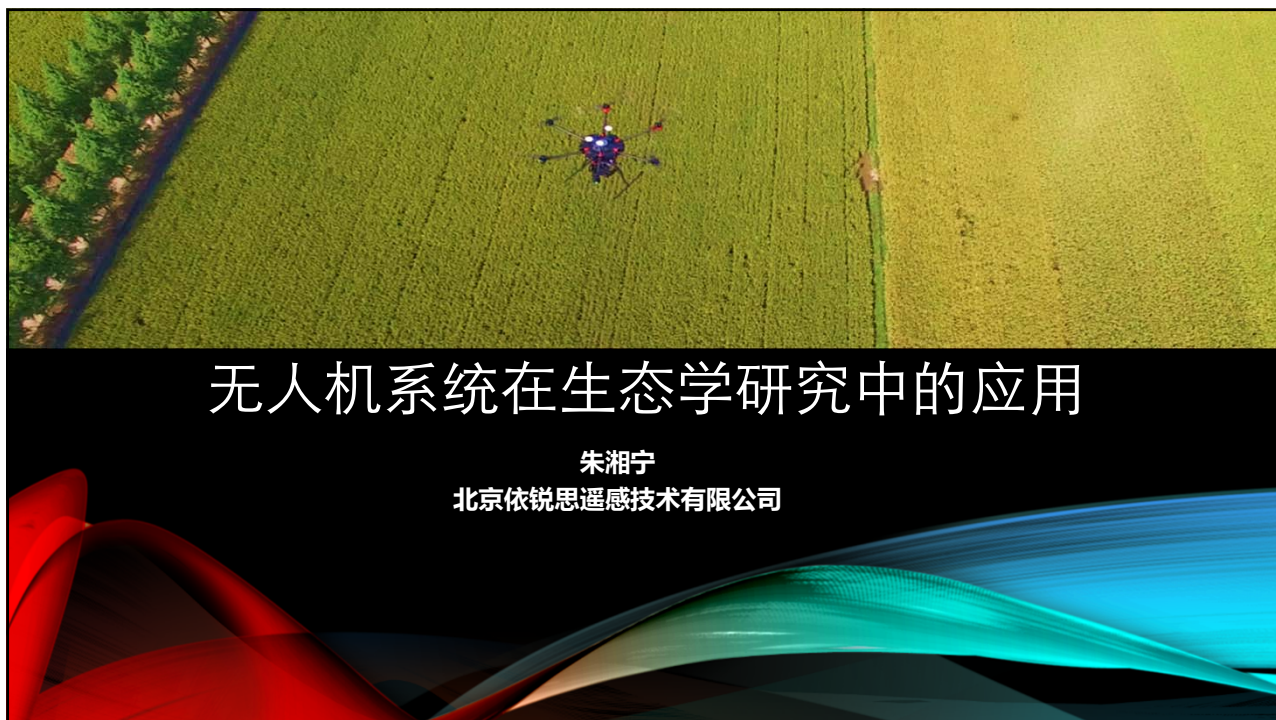 无人机系统在生态学研究中的应用
朱湘宁
北京依锐思遥感技术有限公司